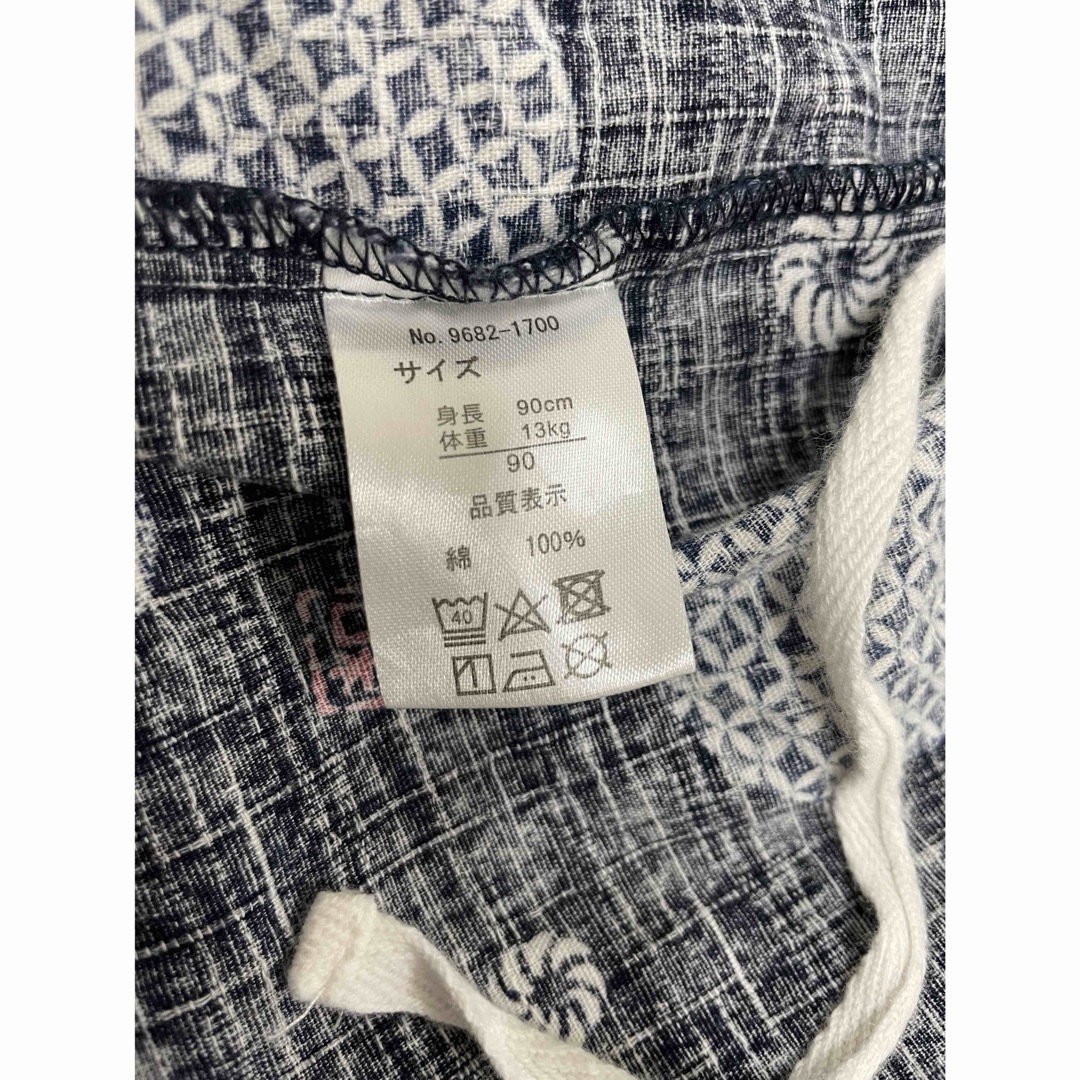 No. 9682-1700
サイズ
身長 90cm
体重 13kg
90
品質表示
綿 100%
40